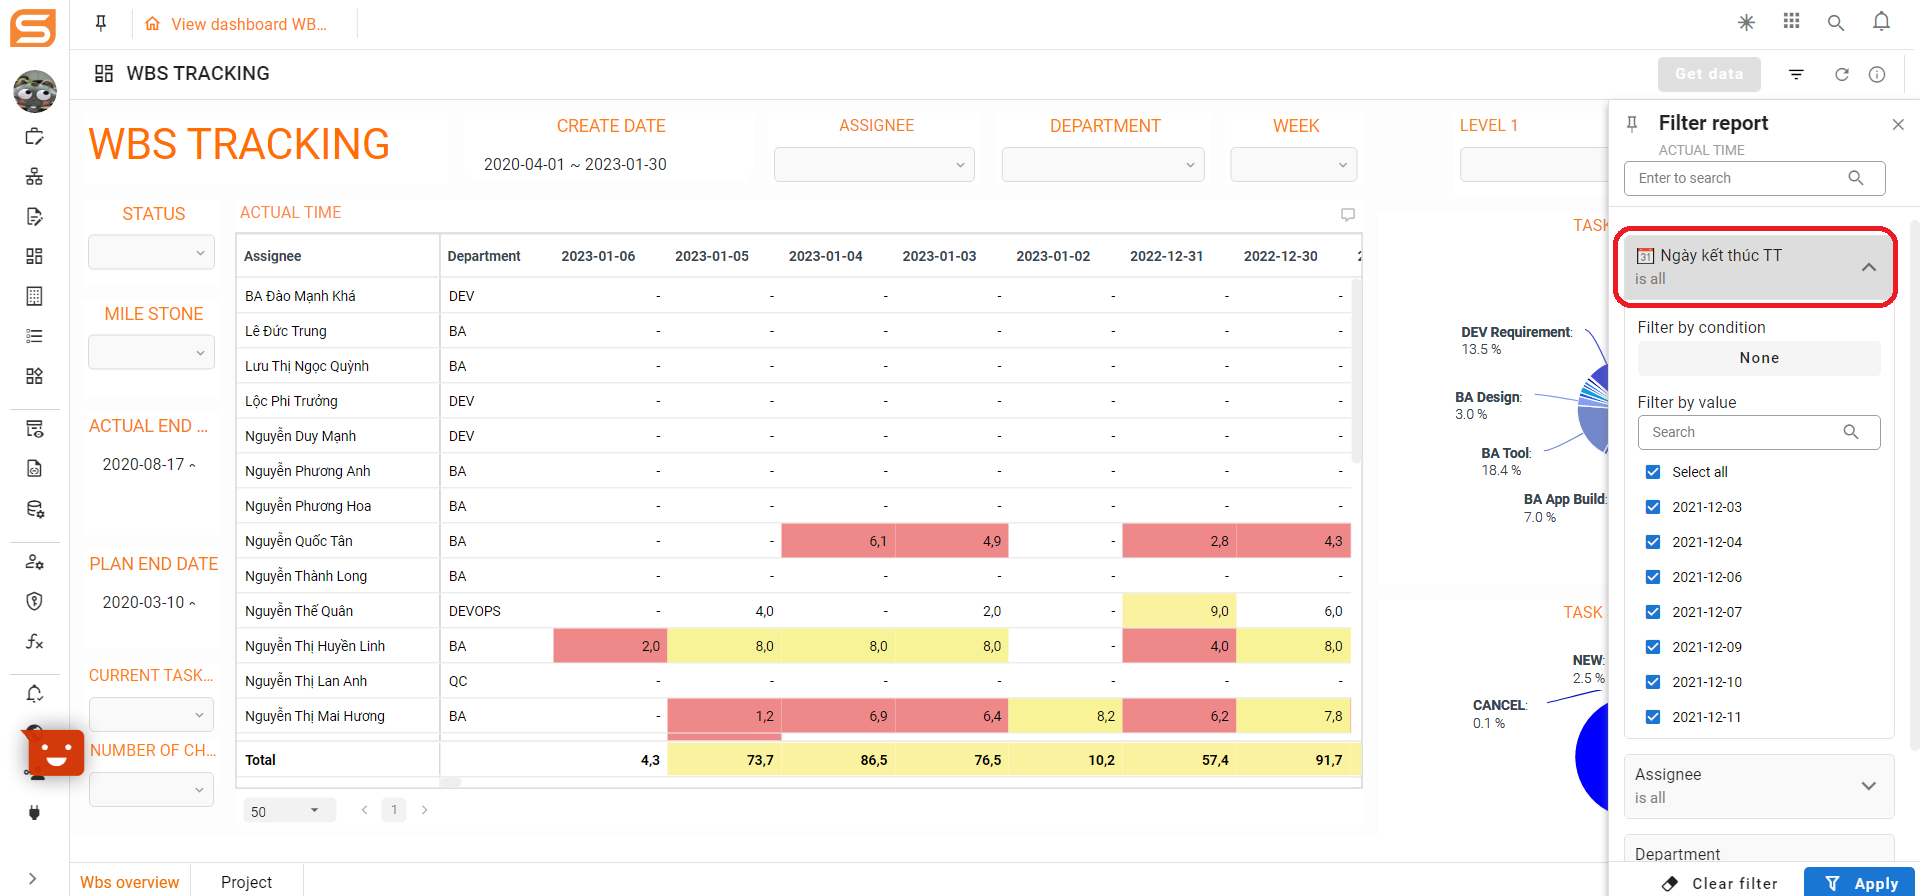 View dashboard WB...
WBS TRACKING
Get data
WBS TRACKING
CREATE DATE
2020-04-01 ~ 2023-01-30
ASSIGNEE
DEPARTMENT
WEEK
LEVEL 1
STATUS
MILE STONE
ACTUAL END ...
2020-08-17 ~
PLAN END DATE
2020-03-10 ~
CURRENT TASK...
NUMBER OF CH...
ACTUAL TIME
Assignee Department 2023-01-06 2023-01-05 2023-01-04 2023-01-03 2023-01-02 2022-12-31 2022-12-30
BA Đào Mạnh Khá DEV - - - - - - -
Lê Đức Trung BA - - - - - - -
Lưu Thị Ngọc Quỳnh BA - - - - - - -
Lộc Phi Trưởng DEV - - - - - - -
Nguyễn Duy Mạnh DEV - - - - - - -
Nguyễn Phương Anh BA - - - - - - -
Nguyễn Phương Hoa BA - - - - - - -
Nguyễn Quốc Tân BA - - 6,1 4,9 - 2,8 4,3
Nguyễn Thành Long BA - - - - - - -
Nguyễn Thế Quân DEVOPS - 4,0 - 2,0 - 9,0 6,0
Nguyễn Thị Huyền Linh BA 2,0 8,0 8,0 8,0 - 4,0 8,0
Nguyễn Thị Lan Anh QC - - - - - - -
Nguyễn Thị Mai Hương BA - 1,2 6,9 6,4 8,2 6,2 7,8
Total 4,3 73,7 86,5 76,5 10,2 57,4 91,7
50
1
TASK
DEV Requirement:
13.5 %
BA Design:
3.0 %
BA Tool:
18.4 %
BA App Build:
7.0 %
TASK
NEW:
2.5 %
CANCEL:
0.1 %
Filter report
ACTUAL TIME
Enter to search
31 Ngày kết thúc TT
is all
Filter by condition
None
Filter by value
Search
Select all
2021-12-03
2021-12-04
2021-12-06
2021-12-07
2021-12-09
2021-12-10
2021-12-11
Assignee
is all
Department
Clear filter
Apply
Wbs overview
Project